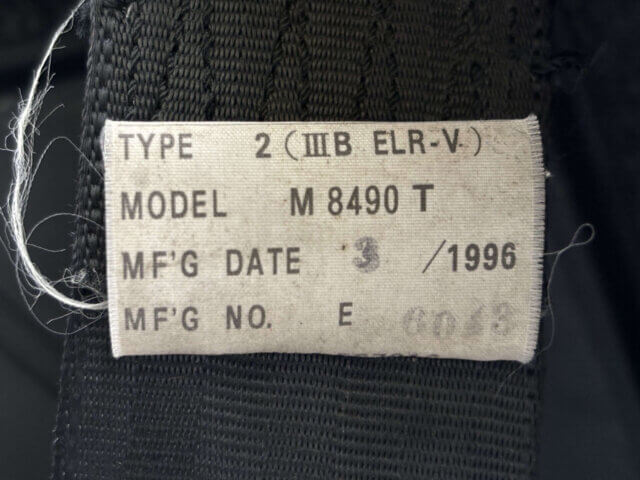 TYPE 2 (ⅢB ELR-V)
MODEL M 8490 T
MF'G DATE 3 /1996
MF'G NO. E